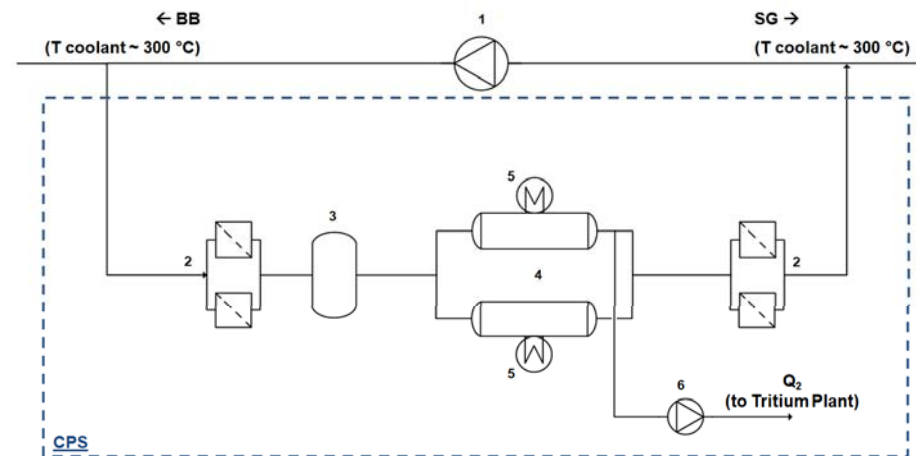 ← BB
(T coolant ~ 300 °C)
1
SG →
(T coolant ~ 300 °C)
2
3
5
4
5
2
6
Q₂
(to Tritium Plant)
CPS